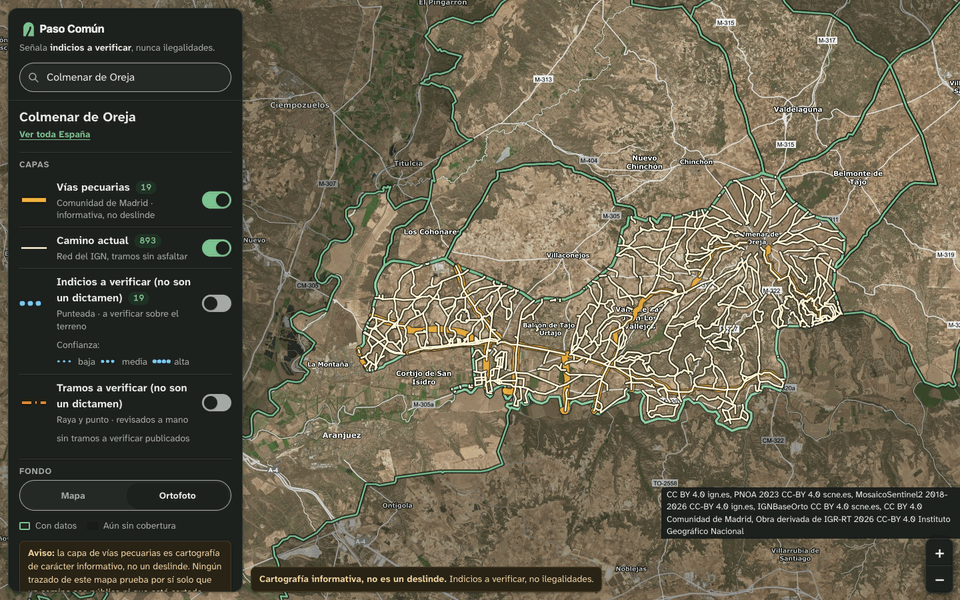 Paso Común
Señala indicios a verificar, nunca ilegalidades.
Colmenar de Oreja
Colmenar de Oreja
Ver toda España
CAPAS
Vías pecuarias 19
Comunidad de Madrid ·
informativa, no deslinde
Camino actual 893
Red del IGN, tramos sin asfaltar
Indicios a verificar (no son
un dictamen) 19
Punteada · a verificar sobre el
terreno
Confianza:
baja media alta
Tramos a verificar (no son
un dictamen)
Raya y punto · revisados a mano
sin tramos a verificar publicados
FONDO
Mapa Ortofoto
Con datos Aún sin cobertura
Aviso: la capa de vías pecuarias es cartografía
de carácter informativo, no un deslinde. Ningún
trazado de este mapa prueba por sí solo que
El Pingarrón
M-315
M-317
M-313
Ciempozuelos
Valdelaguna
M-315
Titulcia
M-404
Nuevo
Chinchón
Chinchón
M-307
Belmonte de
Tajo
M-305
Los Cohonare
Nuevo
Villaconejos
M-319
M-322
La Montaña
Cortijo de San
Isidro
M-305a
Aranjuez
CM-322
A-4
TO-2558
Ontígola
A-4
Noblejas
Villarrubia de
Santiago
CC BY 4.0 ign.es, PNOA 2023 CC-BY 4.0 scne.es, MosaicoSentinel2 2018-
2026 CC-BY 4.0 ign.es, IGNBaseOrto CC BY 4.0 scne.es, CC BY 4.0
Comunidad de Madrid, Obra derivada de IGR-RT 2026 CC-BY 4.0 Instituto
Geográfico Nacional
Cartografía informativa, no es un deslinde. Indicios a verificar, no ilegalidades.
+
−